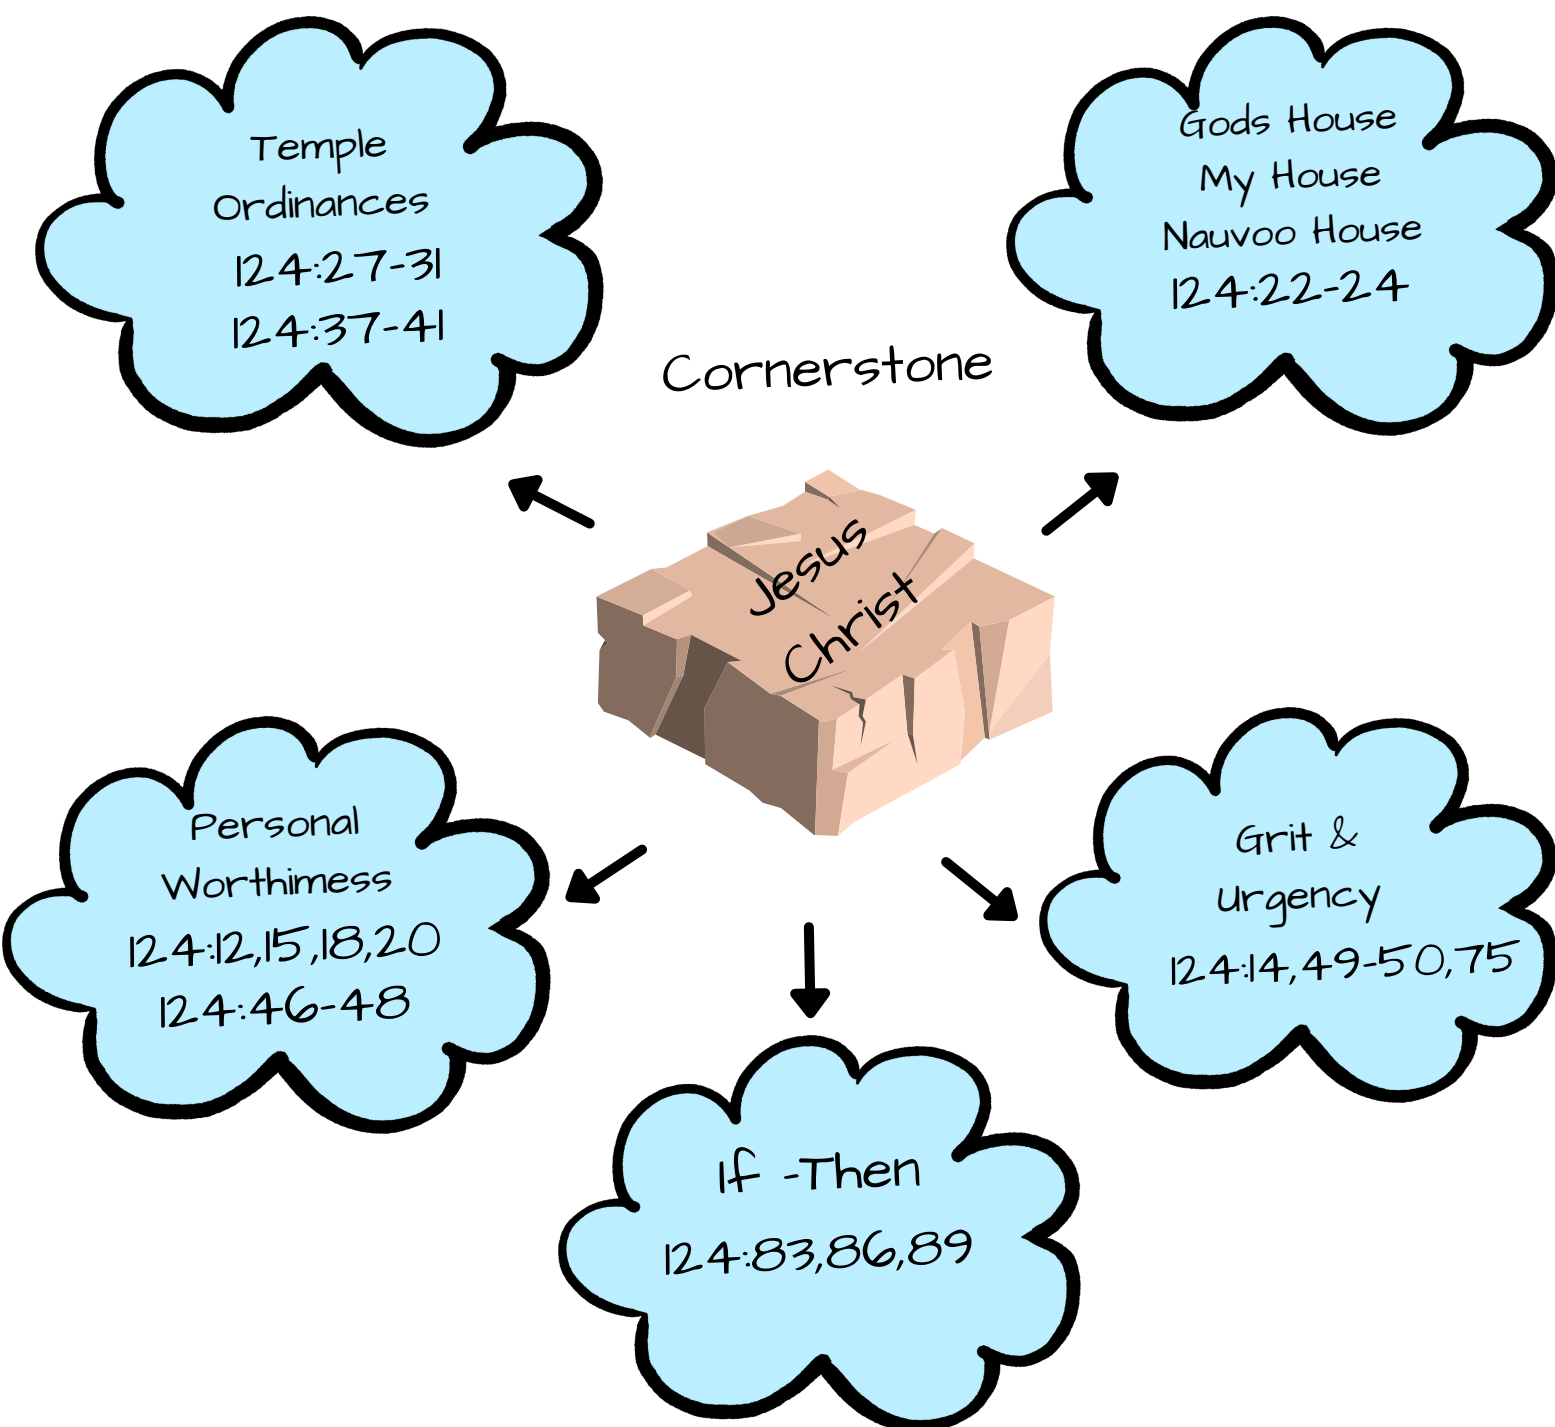 Temple
Ordinances
124:27-31
124:37-41
Gods House
My House
Nauvoo House
124:22-24
Cornerstone
Jesus
Christ
Personal
Worthimess
124:12,15,18,20
124:46-48
Grit &
Urgency
124:14,49-50,75
If -Then
124:83,86,89